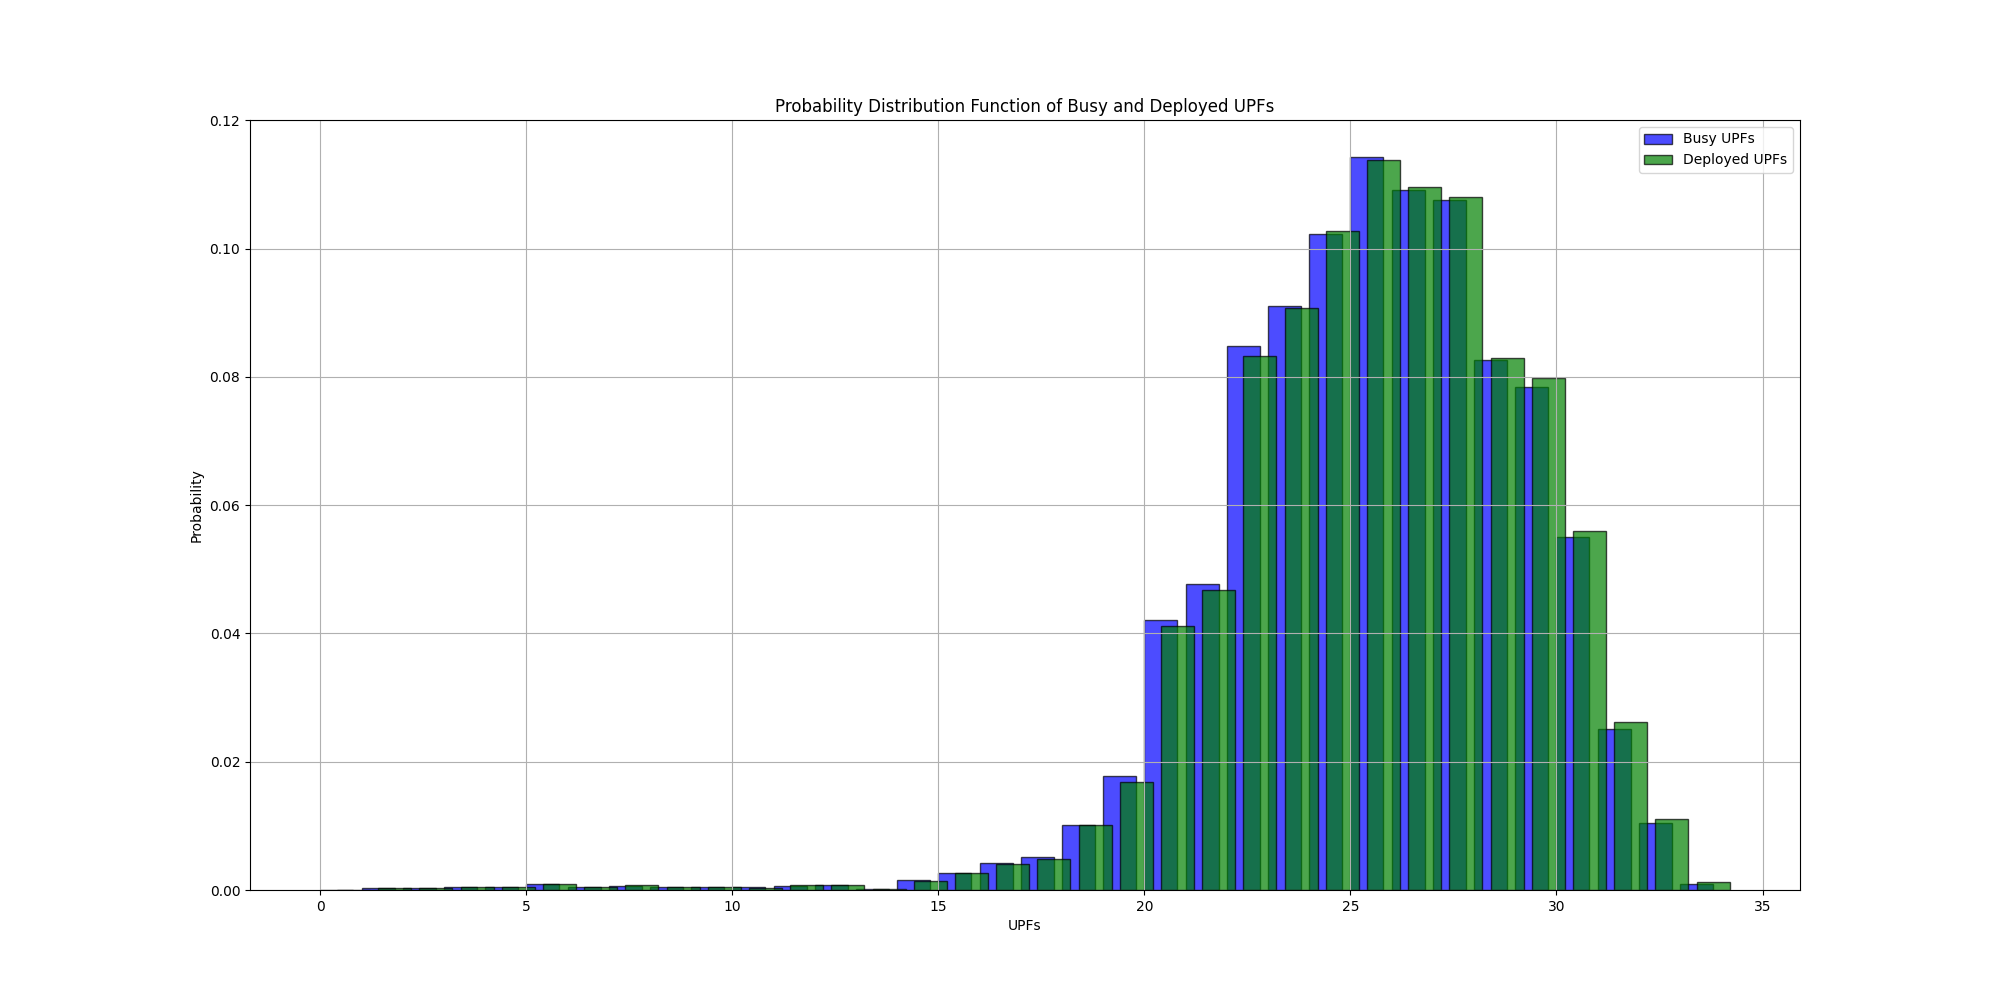 Probability Distribution Function of Busy and Deployed UPFs
Busy UPFs
Deployed UPFs
0.12
0.10
0.08
0.06
0.04
0.02
0.00
Probability
0 5 10 15 20 25 30 35
UPFs